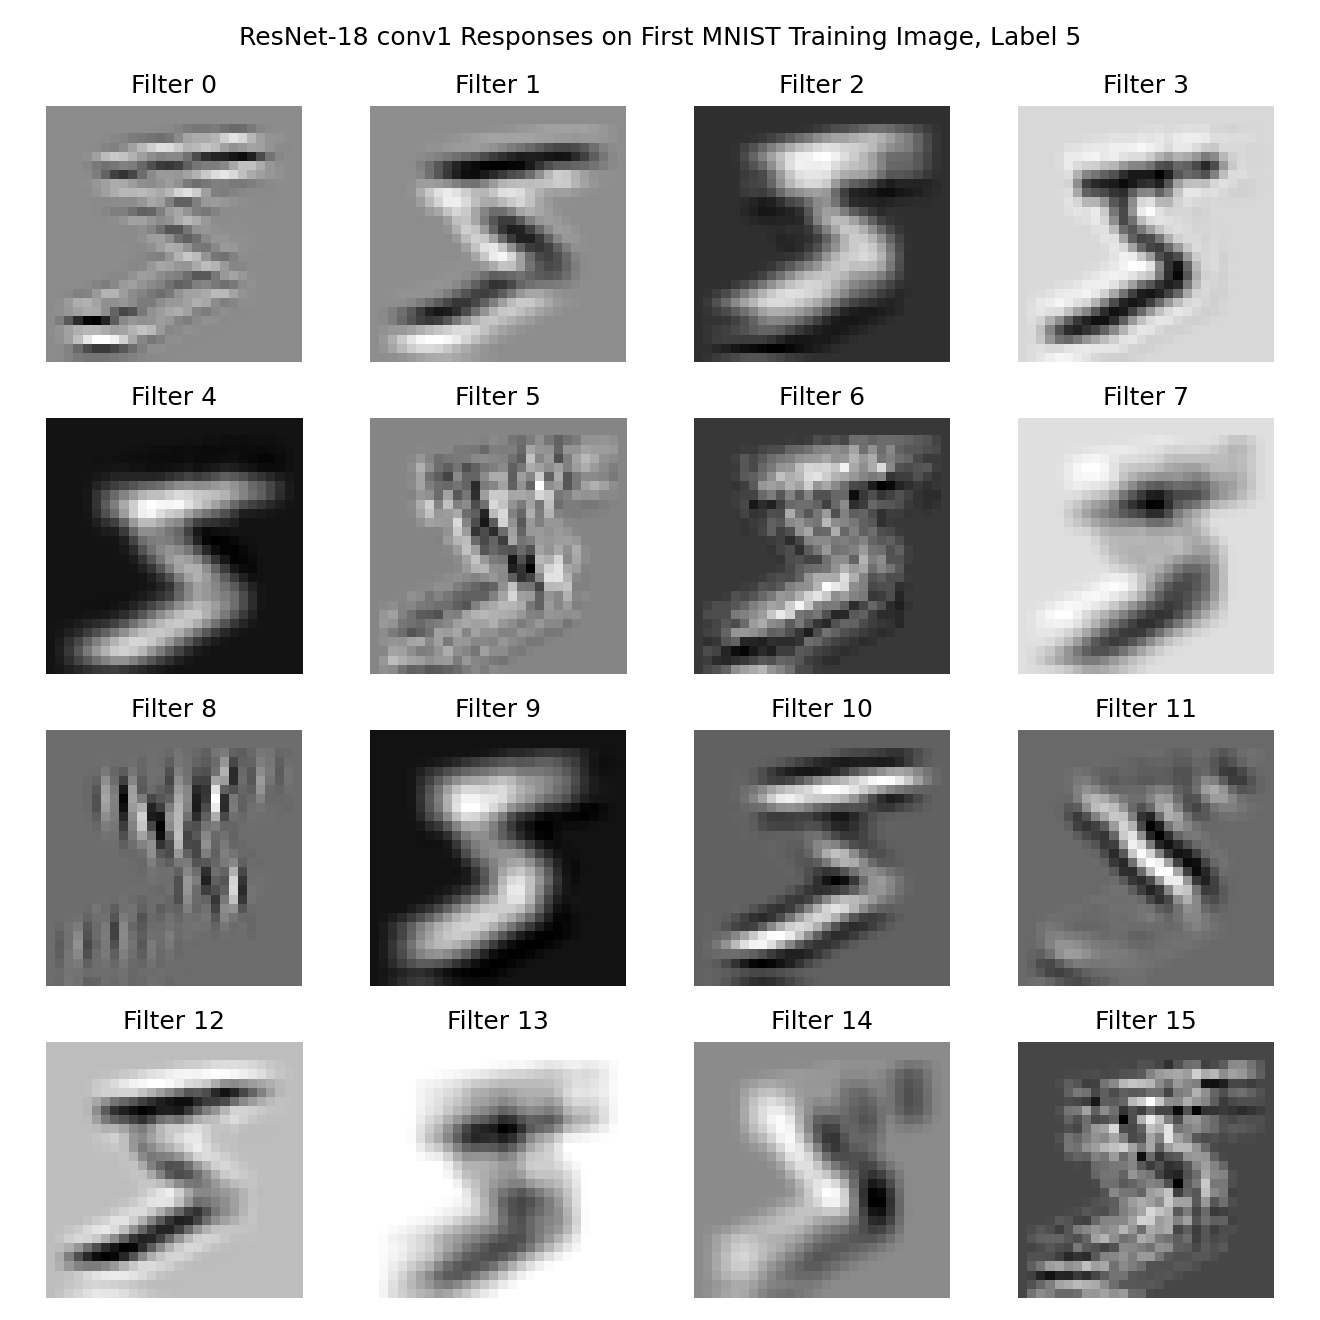 ResNet-18 conv1 Responses on First MNIST Training Image, Label 5
Filter 0 Filter 1 Filter 2 Filter 3
Filter 4 Filter 5 Filter 6 Filter 7
Filter 8 Filter 9 Filter 10 Filter 11
Filter 12 Filter 13 Filter 14 Filter 15